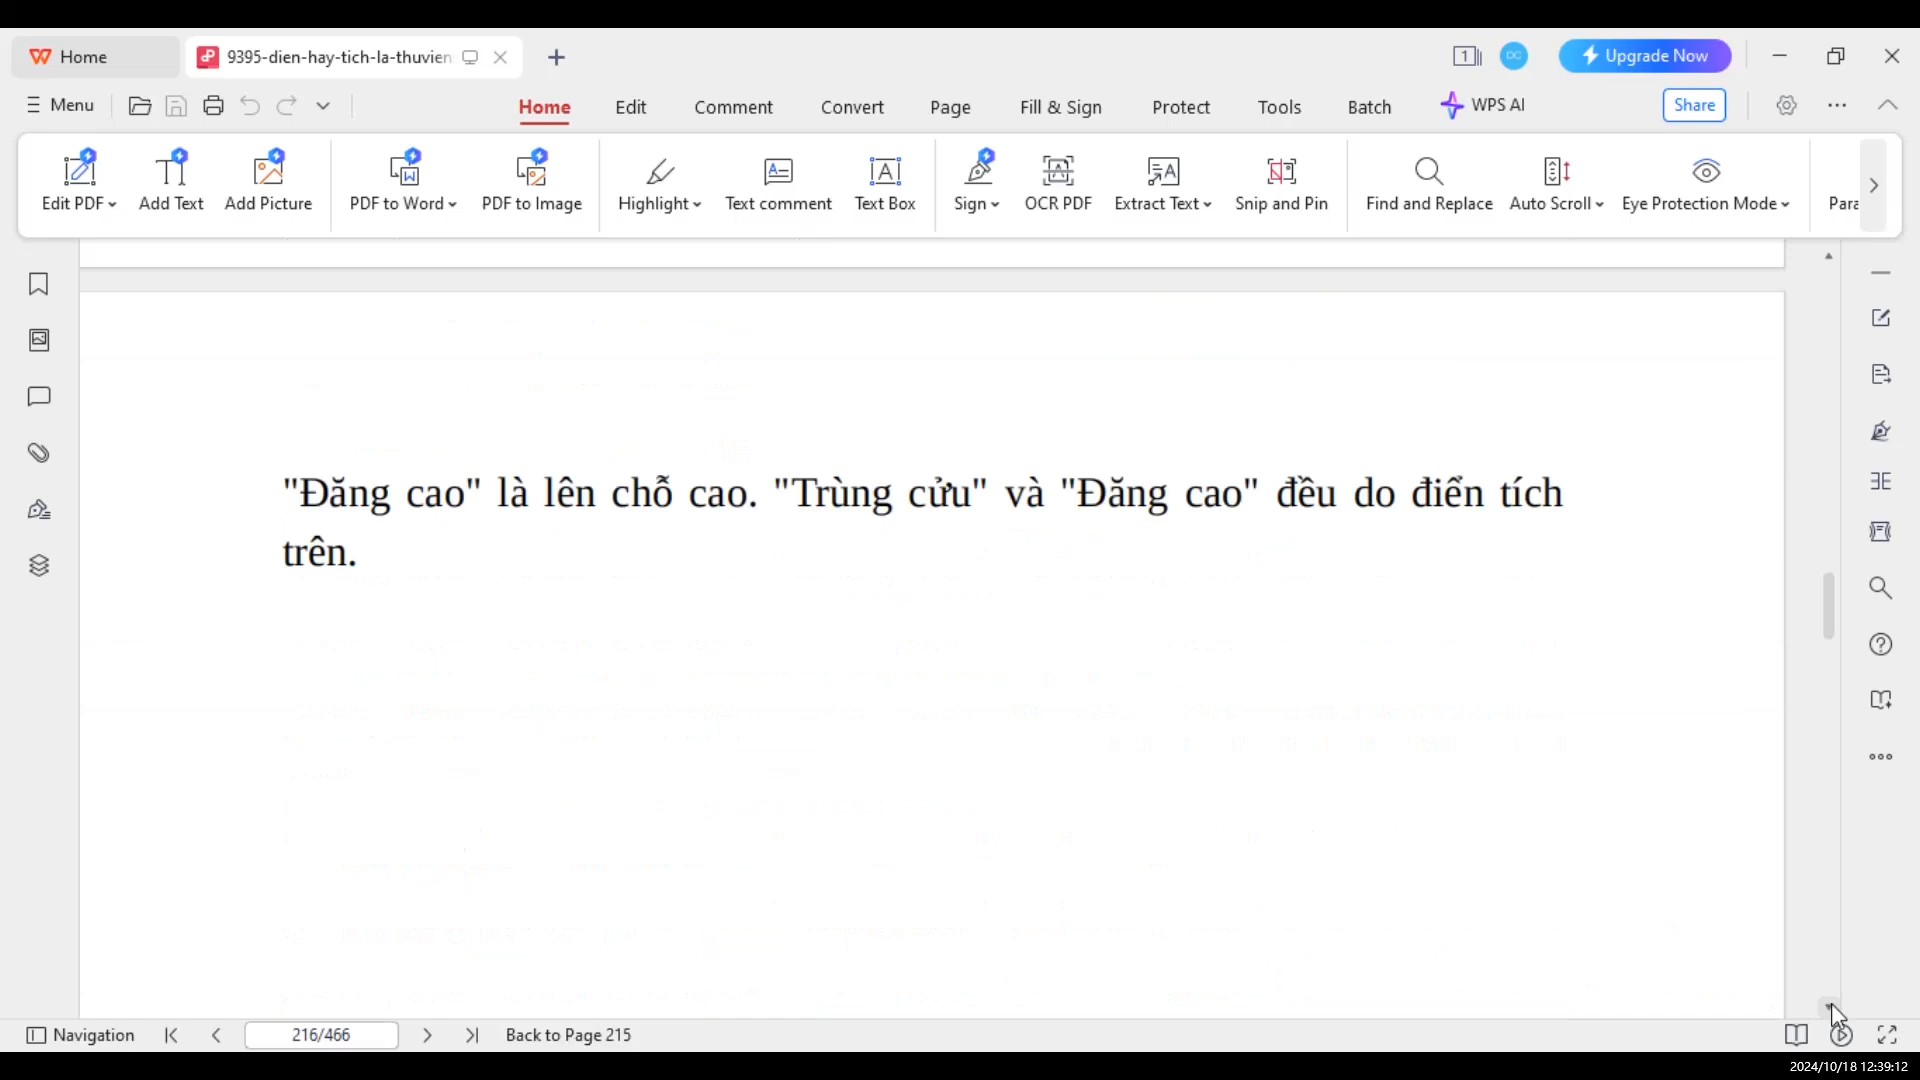 Home
9395-dien-hay-tich-la-thuvien
1
DC
Upgrade Now
Menu
Home
Edit
Comment
Convert
Page
Fill & Sign
Protect
Tools
Batch
WPS AI
Share
Edit PDF
Add Text
Add Picture
PDF to Word
PDF to Image
Highlight
Text comment
Text Box
Sign
OCR PDF
Extract Text
Snip and Pin
Find and Replace
Auto Scroll
Eye Protection Mode
Para
"Đăng cao" là lên chỗ cao. "Trùng cửu" và "Đăng cao" đều do điển tích
trên.
Navigation
216/466
Back to Page 215
2024/10/18 12:39:12